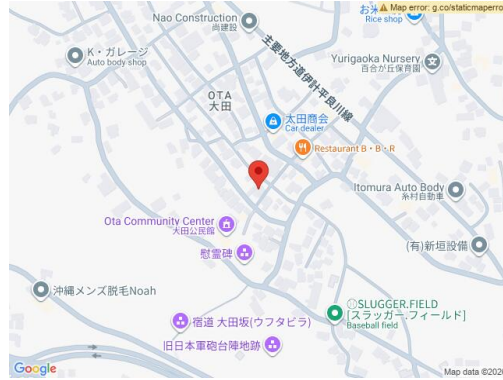 Map error: g.co/staticmaperro
Nao Construction
尚建設
お米
Rice shop
K・ガレージ
Auto body shop
主要地方道伊計平良川線
Yurigaoka Nursery
百合が丘保育園
OTA
大田
太田商会
Car dealer
Restaurant B・B・R
Itomura Auto Body
糸村自動車
Ota Community Center
大田公民館
慰霊碑
(有)新垣設備
沖縄メンズ脱毛Noah
SLUGGER.FIELD
[スラッガー.フィールド]
Baseball field
宿道 大田坂(ウフタビラ)
旧日本軍砲台陣地跡
Google
Map data ©202